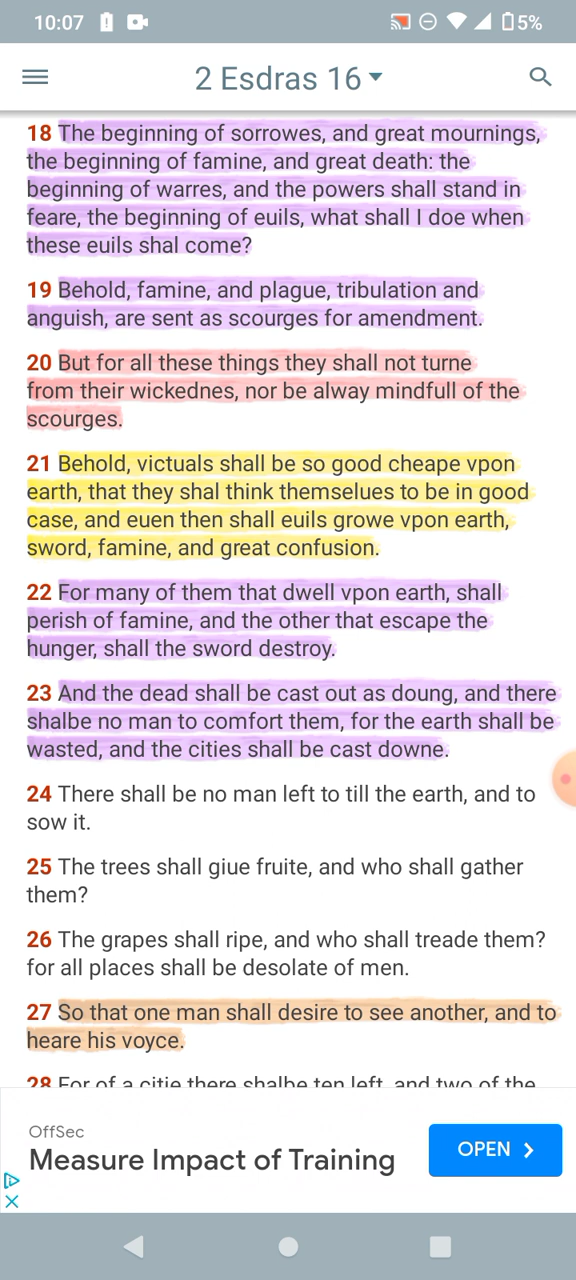 10:07 5%
2 Esdras 16
18 The beginning of sorrowes, and great mournings,
the beginning of famine, and great death: the
beginning of warres, and the powers shall stand in
feare, the beginning of euils, what shall I doe when
these euils shal come?
19 Behold, famine, and plague, tribulation and
anguish, are sent as scourges for amendment.
20 But for all these things they shall not turne
from their wickednes, nor be alway mindfull of the
scourges.
21 Behold, victuals shall be so good cheape vpon
earth, that they shal think themselues to be in good
case, and euen then shall euils growe vpon earth,
sword, famine, and great confusion.
22 For many of them that dwell vpon earth, shall
perish of famine, and the other that escape the
hunger, shall the sword destroy.
23 And the dead shall be cast out as doung, and there
shalbe no man to comfort them, for the earth shall be
wasted, and the cities shall be cast downe.
24 There shall be no man left to till the earth, and to
sow it.
25 The trees shall giue fruite, and who shall gather
them?
26 The grapes shall ripe, and who shall treade them?
for all places shall be desolate of men.
27 So that one man shall desire to see another, and to
heare his voyce.
28 For of a citie there shalbe ten left, and two of the
OffSec
Measure Impact of Training
OPEN